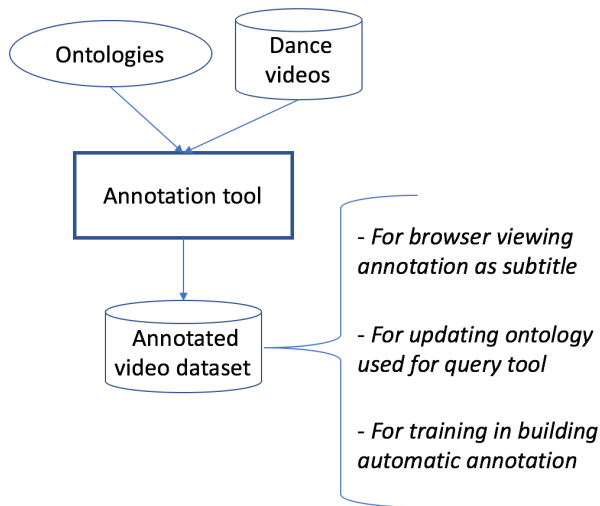 Ontologies
Dance
videos
Annotation tool
Annotated
video dataset
- For browser viewing
annotation as subtitle
- For updating ontology
used for query tool
- For training in building
automatic annotation